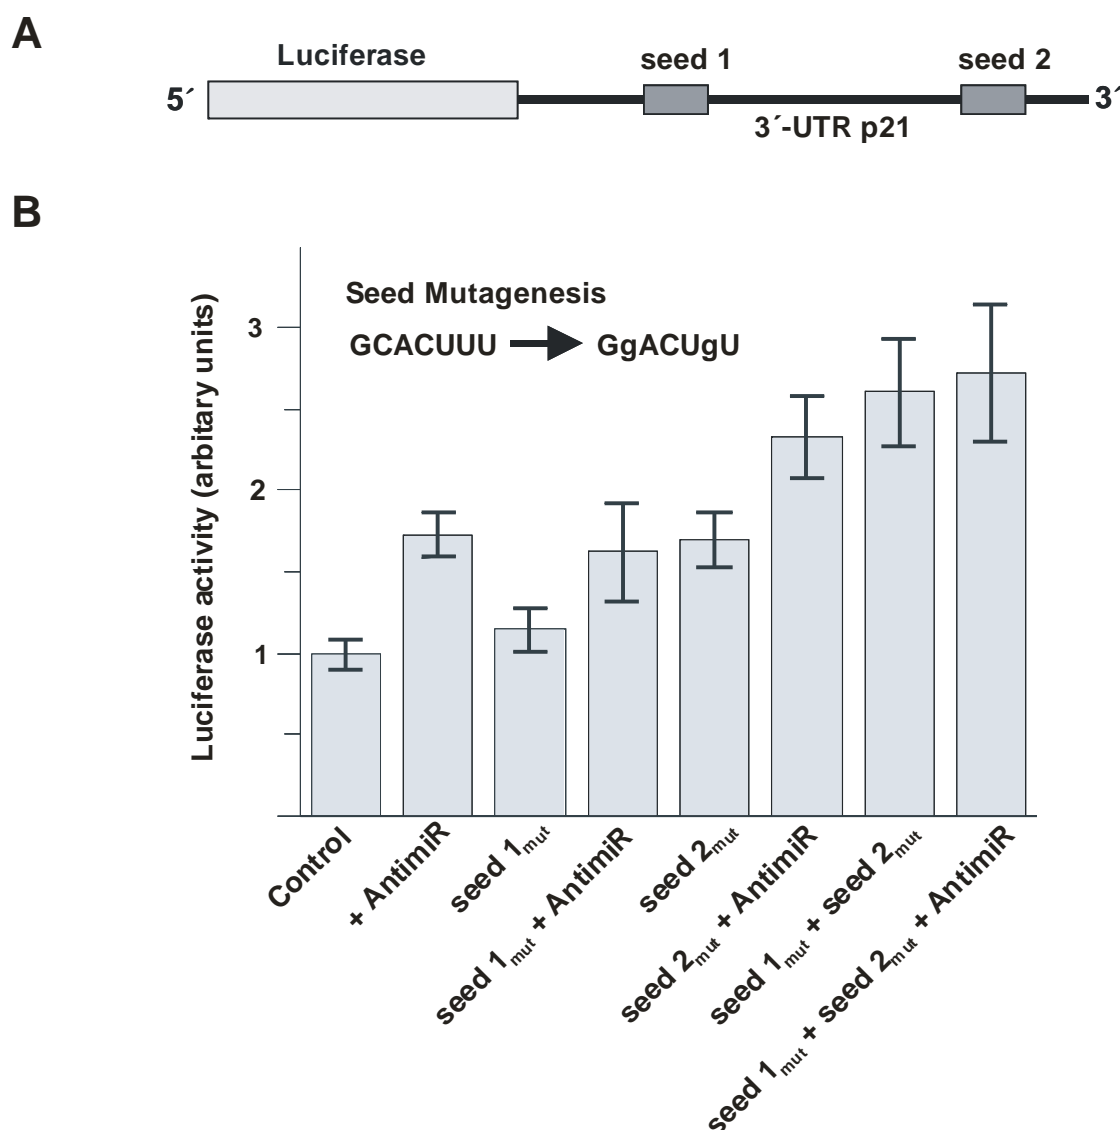 A
Luciferase
seed 1
seed 2
5´
3´
3´-UTR p21
B
Luciferase activity (arbitary units)
3
2
1
Seed Mutagenesis
GCACUUU
GgACUgU
Control
+ AntimiR
seed 1mut
seed 1mut + AntimiR
seed 2mut
seed 2mut + AntimiR
seed 1mut + seed 2mut
seed 1mut + seed 2mut + AntimiR